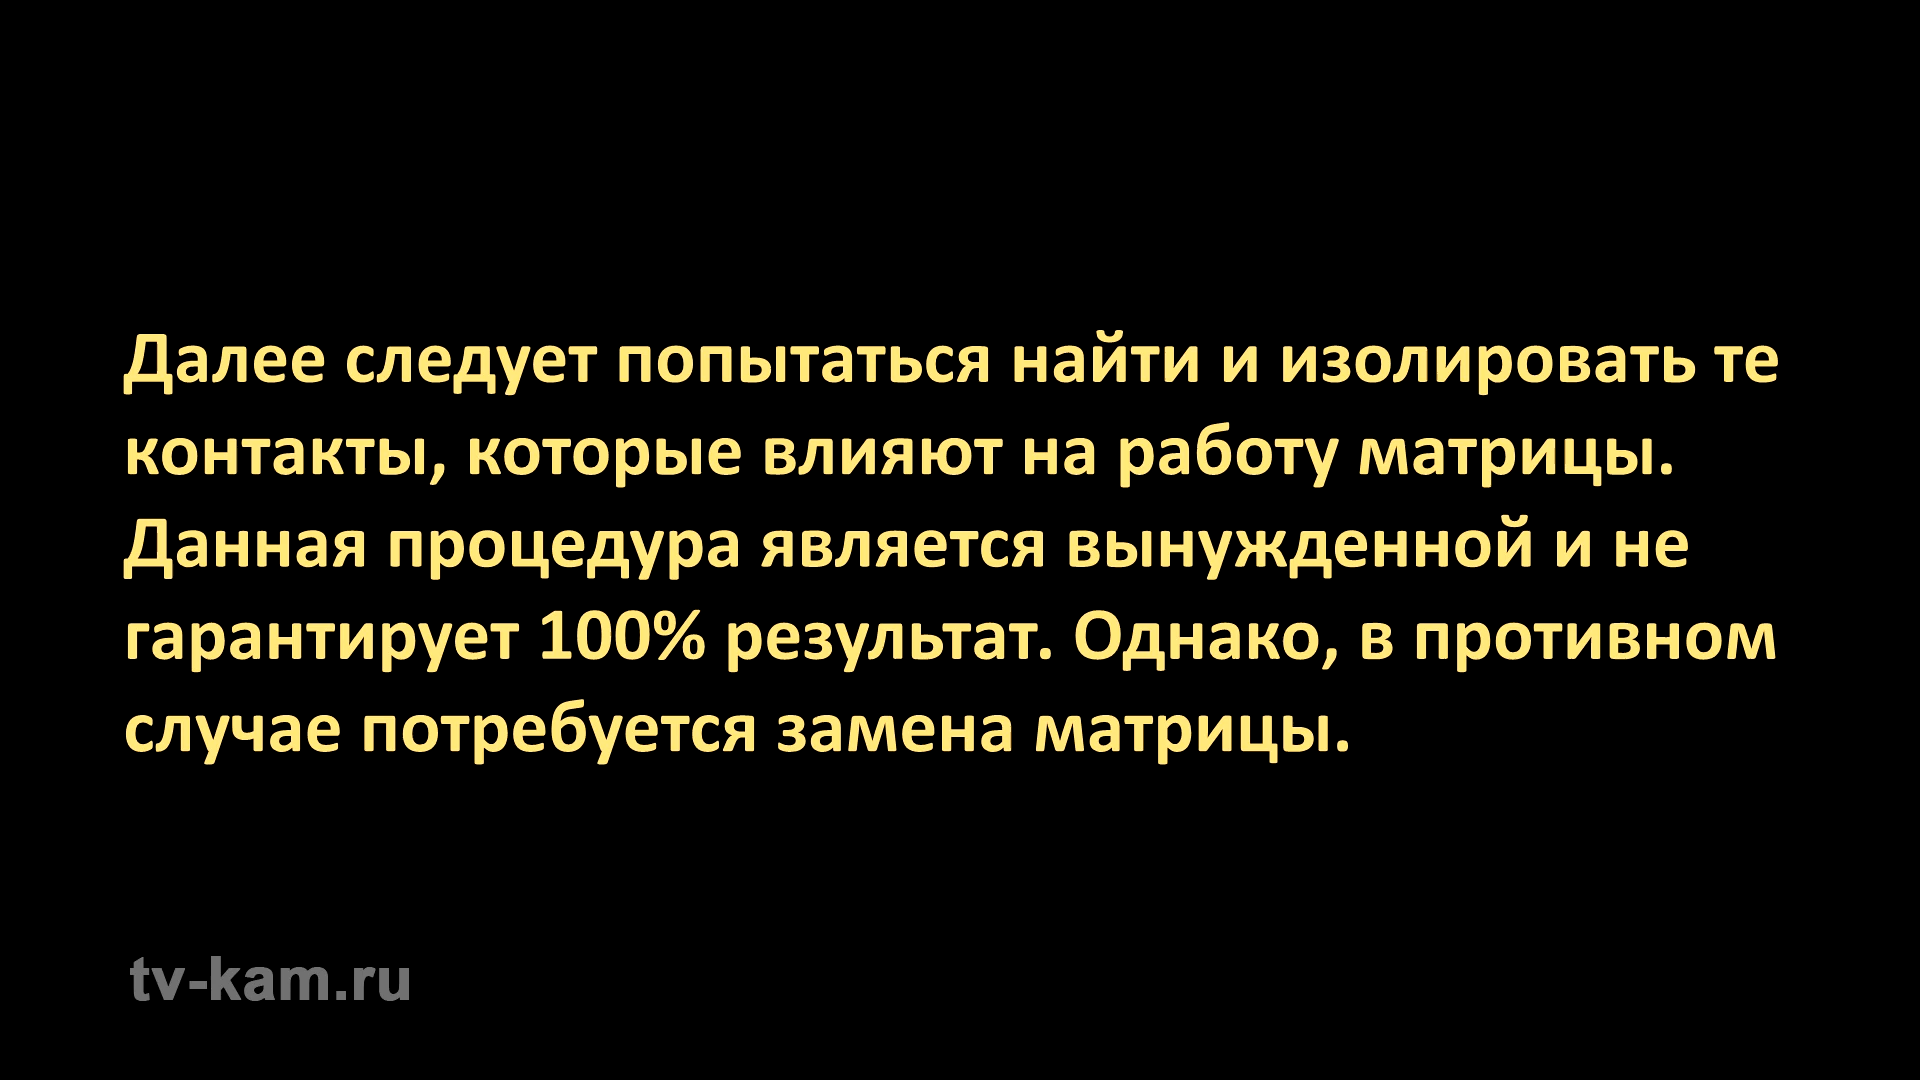 Далее следует попытаться найти и изолировать те
контакты, которые влияют на работу матрицы.
Данная процедура является вынужденной и не
гарантирует 100% результат. Однако, в противном
случае потребуется замена матрицы.
tv-kam.ru